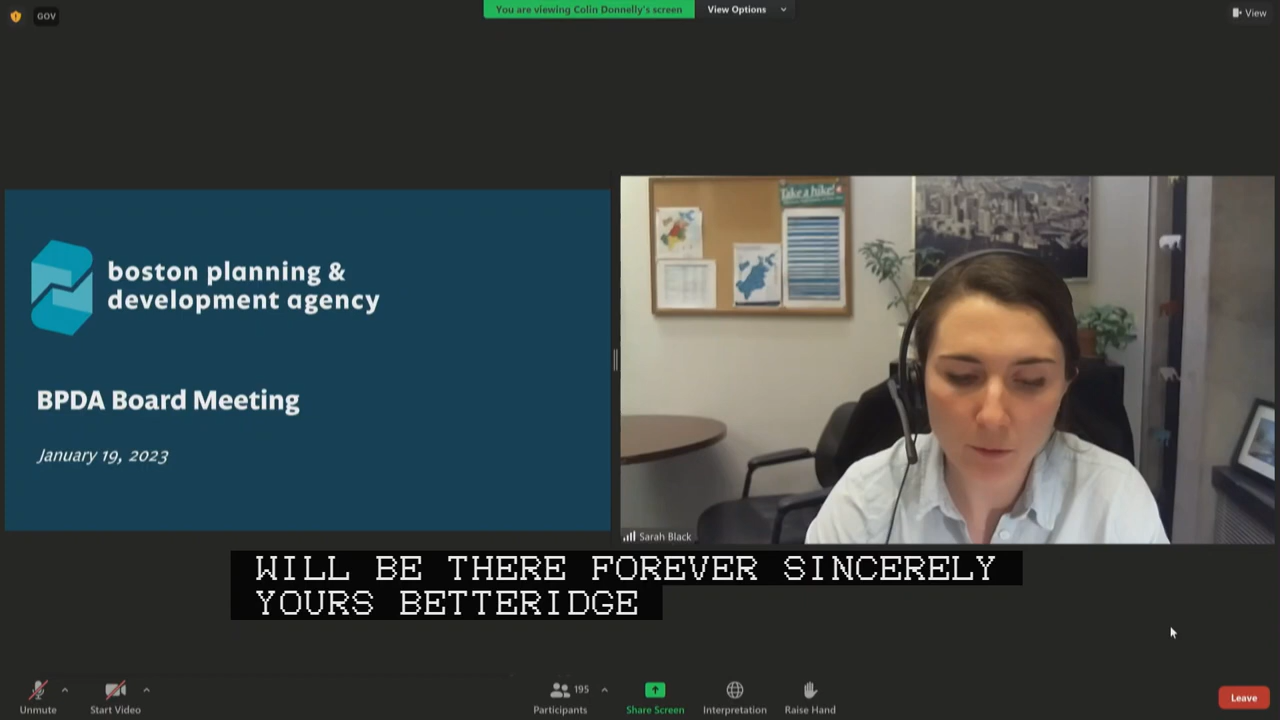 GOV
You are viewing Colin Donnelly's screen
View Options
View
boston planning &
development agency
BPDA Board Meeting
January 19, 2023
Take a hike!
Sarah Black
WILL BE THERE FOREVER SINCERELY
YOURS BETTERIDGE
Unmute
Start Video
195
Participants
Share Screen
Interpretation
Raise Hand
Leave